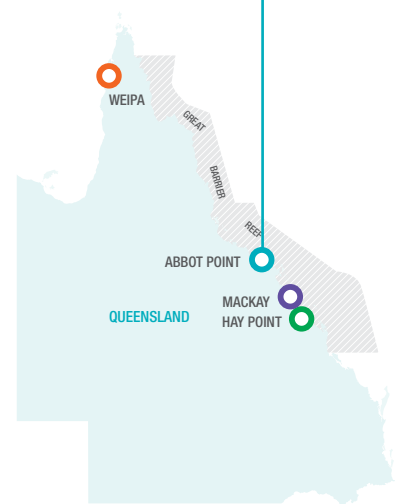 WEIPA
GREAT
BARRIER
REEF
ABBOT POINT
MACKAY
QUEENSLAND
HAY POINT